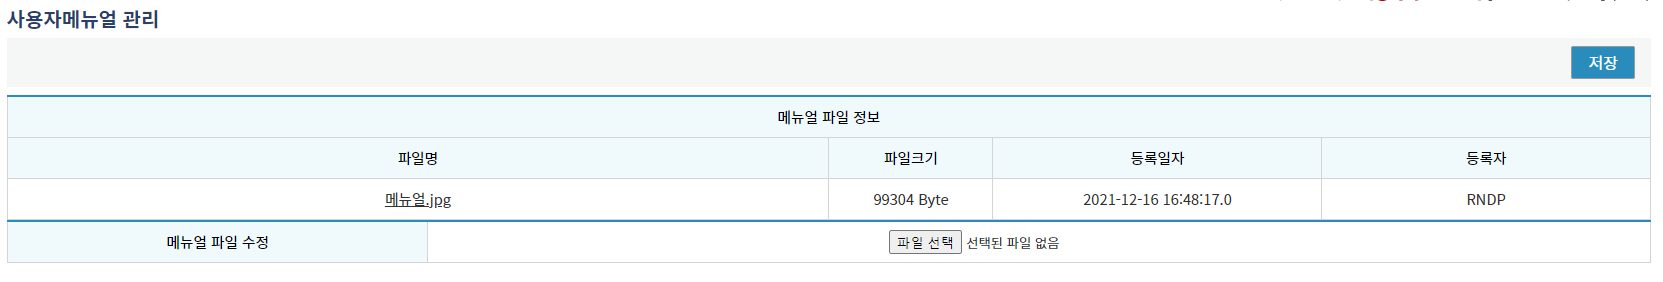 사용자메뉴얼 관리
저장
메뉴얼 파일 정보
파일명 파일크기 등록일자 등록자
메뉴얼.jpg 99304 Byte 2021-12-16 16:48:17.0 RNDP
메뉴얼 파일 수정 파일 선택 선택된 파일 없음